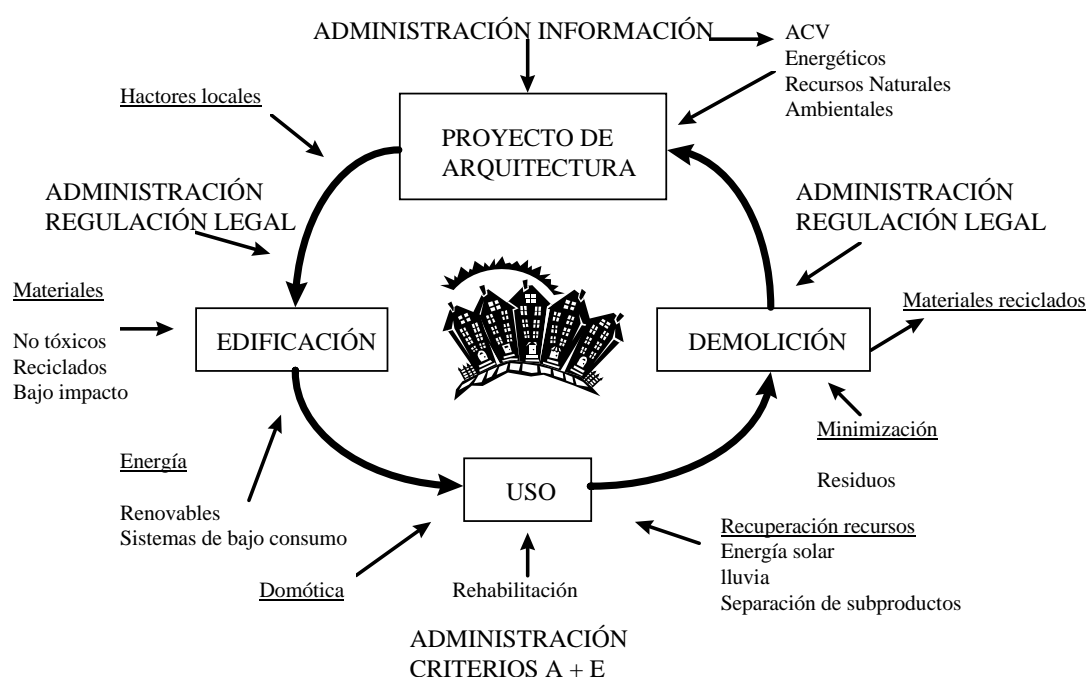 ADMINISTRACIÓN INFORMACIÓN
ACV
Energéticos
Recursos Naturales
Ambientales
Hactores locales
PROYECTO DE
ARQUITECTURA
ADMINISTRACIÓN
REGULACIÓN LEGAL
ADMINISTRACIÓN
REGULACIÓN LEGAL
Materiales
No tóxicos
Reciclados
Bajo impacto
EDIFICACIÓN
DEMOLICIÓN
Materiales reciclados
Minimización
Residuos
Energía
Renovables
Sistemas de bajo consumo
USO
Recuperación recursos
Energía solar
lluvia
Separación de subproductos
Domótica
Rehabilitación
ADMINISTRACIÓN
CRITERIOS A + E